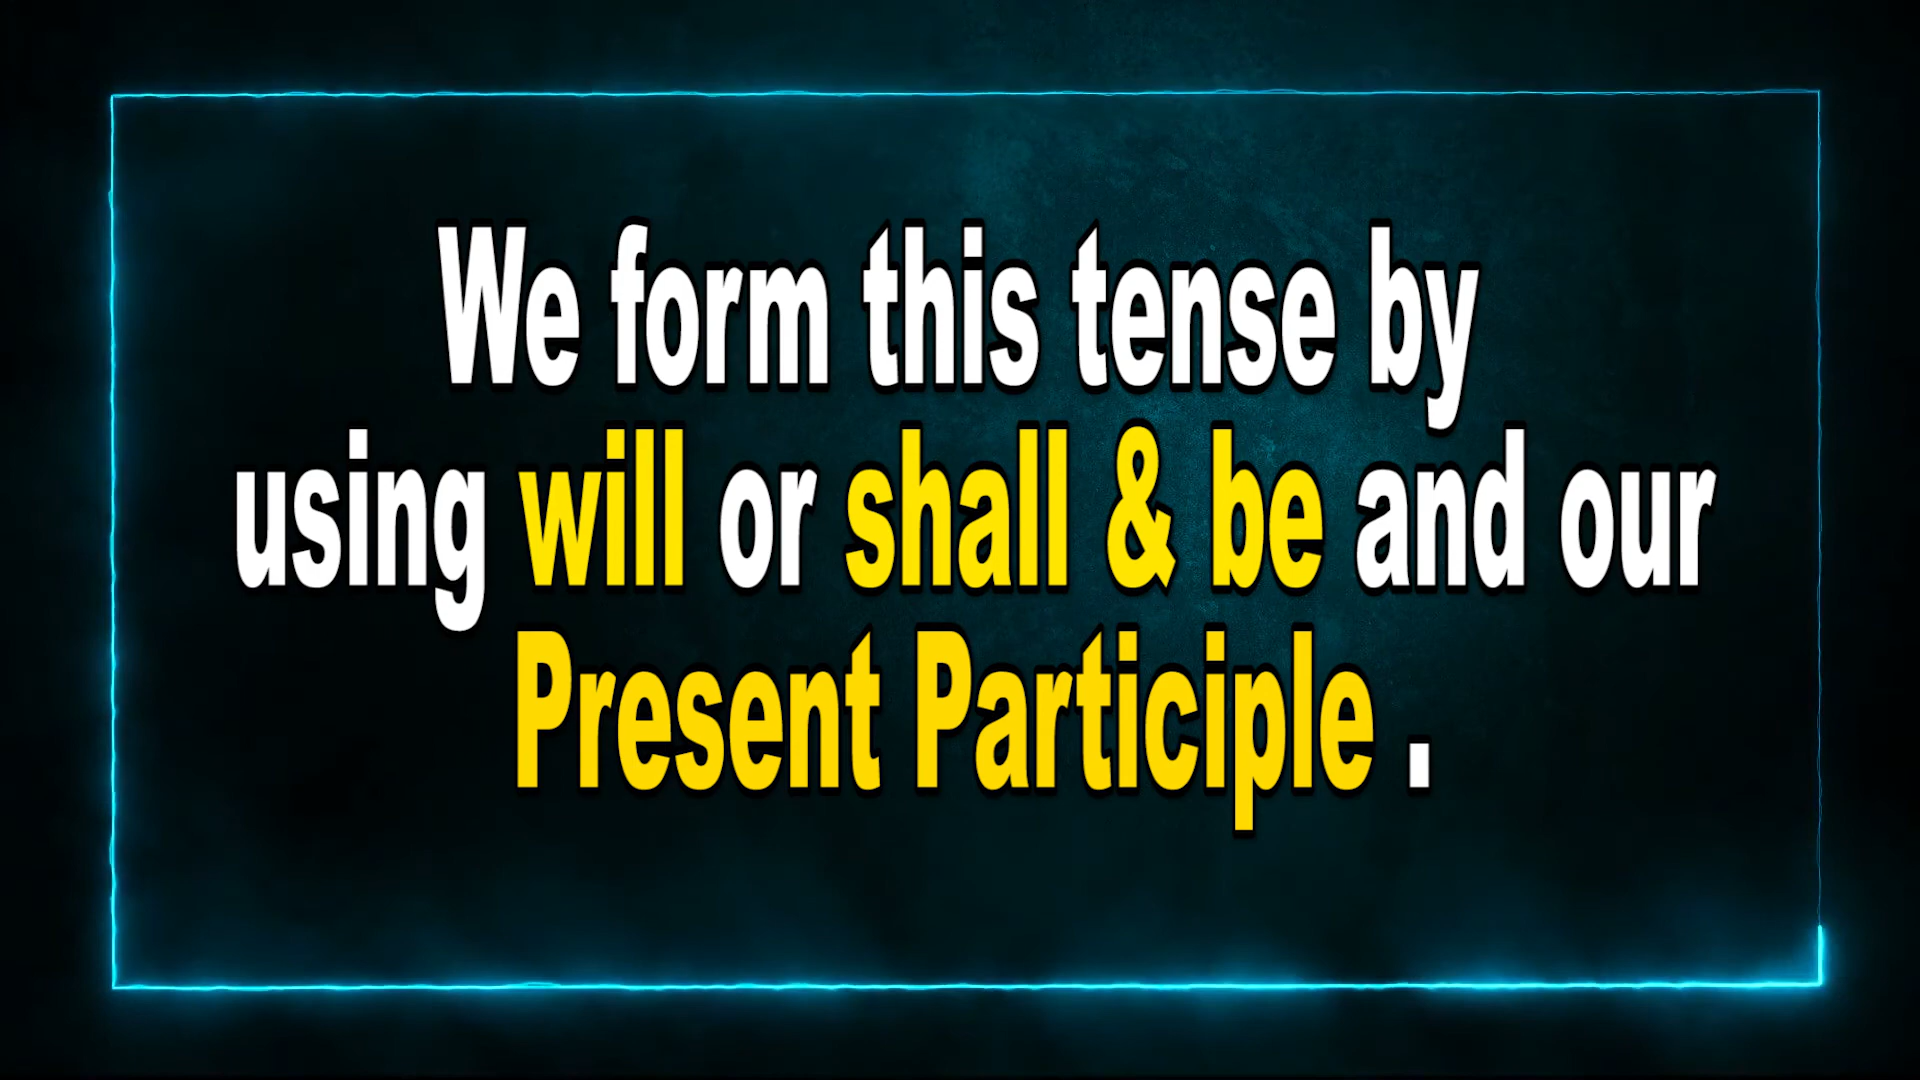 We form this tense by
using will or shall & be and our
Present Participle .